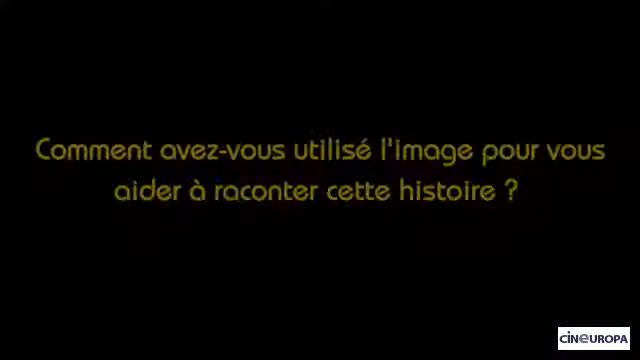 Comment avez-vous utilisé l'image pour vous
aider à raconter cette histoire ?
CINEUROPA